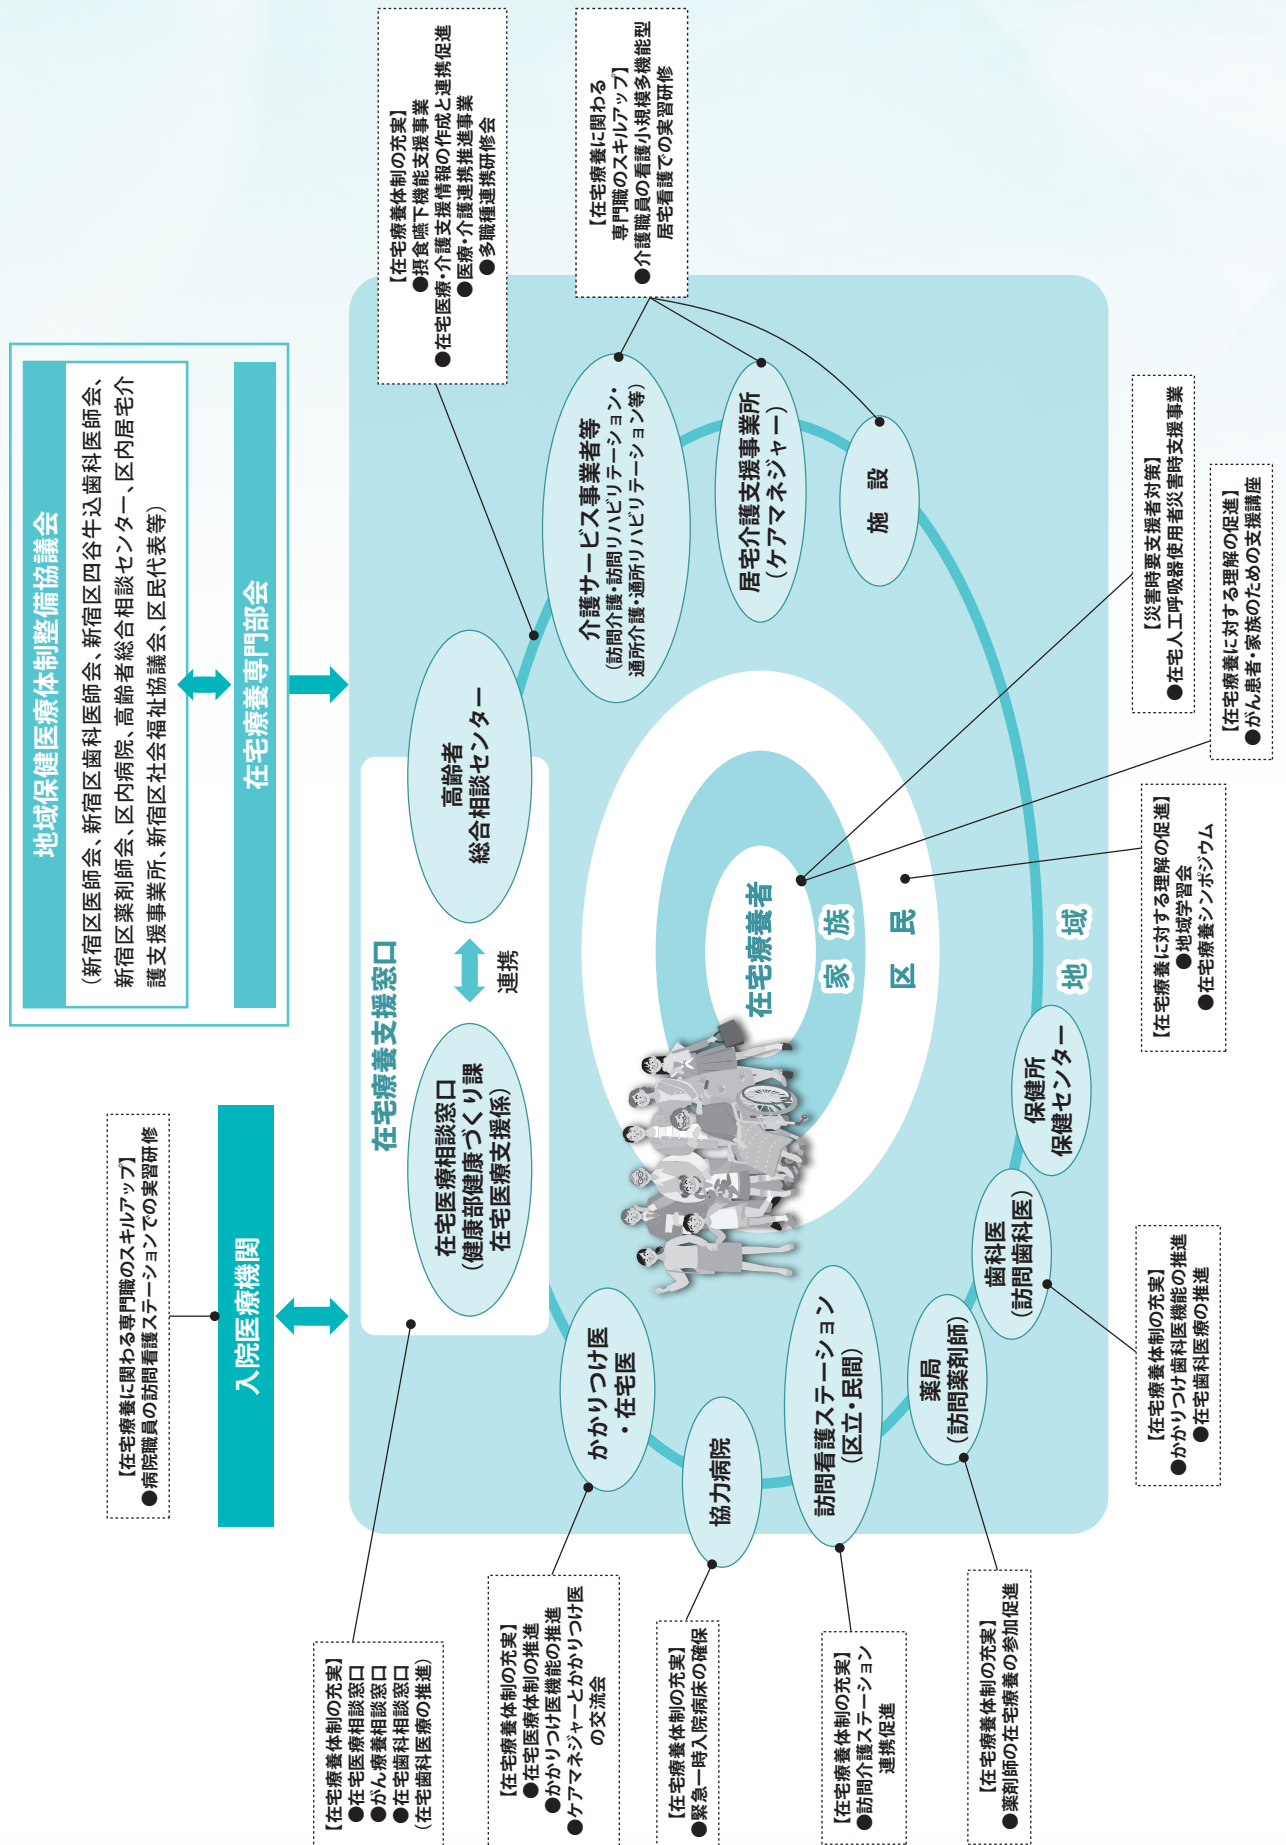 地域保健医療体制整備協議会
(新宿区医師会、新宿区歯科医師会、新宿区四谷牛込歯科医師会、
新宿区薬剤師会、区内病院、高齢者総合相談センター、区内居宅介
護支援事業所、新宿区社会福祉協議会、区民代表等)
在宅療養専門部会
【在宅療養に関わる専門職のスキルアップ】
●病院職員の訪問看護ステーションでの実習研修
入院医療機関
在宅療養支援窓口
在宅医療相談窓口
(健康部健康づくり課
在宅医療支援係)
連携
高齢者
総合相談センター
【在宅療養体制の充実】
●在宅医療相談窓口
●がん療養相談窓口
●在宅歯科相談窓口
(在宅歯科医療の推進)
【在宅療養体制の充実】
●摂食嚥下機能支援事業
●在宅医療・介護支援情報の作成と連携促進
●医療・介護連携推進事業
●多職種連携研修会
かかりつけ医
・在宅医
【在宅療養体制の充実】
●在宅医療体制の推進
●かかりつけ医機能の推進
●ケアマネジャーとかかりつけ医
の交流会
介護サービス事業者等
(訪問介護・訪問リハビリテーション・
通所介護・通所リハビリテーション等)
【在宅療養に関わる
専門職のスキルアップ】
●介護職員の看護小規模多機能型
居宅看護での実習研修
協力病院
【在宅療養体制の充実】
●緊急一時入院病床の確保
居宅介護支援事業所
(ケアマネジャー)
在宅療養者
家族
区民
地域
訪問看護ステーション
(区立・民間)
【在宅療養体制の充実】
●訪問介護ステーション
連携促進
施設
薬局
(訪問薬剤師)
【在宅療養体制の充実】
●薬剤師の在宅療養の参加促進
歯科医
(訪問歯科医)
保健所
保健センター
【在宅療養体制の充実】
●かかりつけ歯科医機能の推進
●在宅歯科医療の推進
【在宅療養に対する理解の促進】
●地域学習会
●在宅療養シンポジウム
【災害時要支援者対策】
●在宅人工呼吸器使用者災害時支援事業
【在宅療養に対する理解の促進】
●がん患者・家族のための支援講座